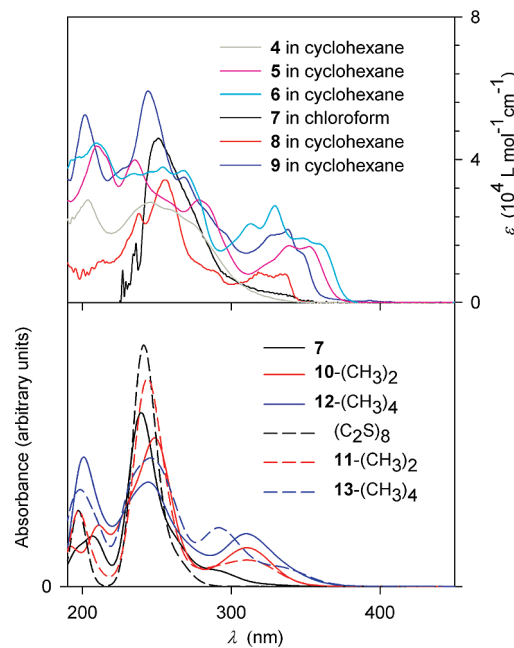 8
4 in cyclohexane
5 in cyclohexane
6 in cyclohexane
7 in chloroform
8 in cyclohexane
9 in cyclohexane
4
0
ε (10⁴ L mol⁻¹ cm⁻¹)
7
10-(CH₃)₂
12-(CH₃)₄
(C₂S)₈
11-(CH₃)₂
13-(CH₃)₄
Absorbance (arbitrary units)
0
200 300 400
λ (nm)